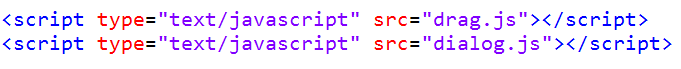 <script type="text/javascript" src="drag.js"></script>
<script type="text/javascript" src="dialog.js"></script>